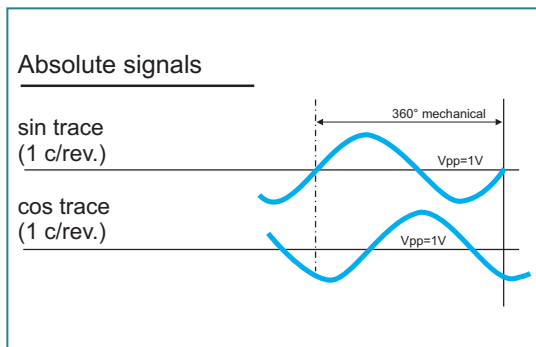 Absolute signals
360° mechanical
sin trace
(1 c/rev.)
Vpp=1V
cos trace
(1 c/rev.)
Vpp=1V